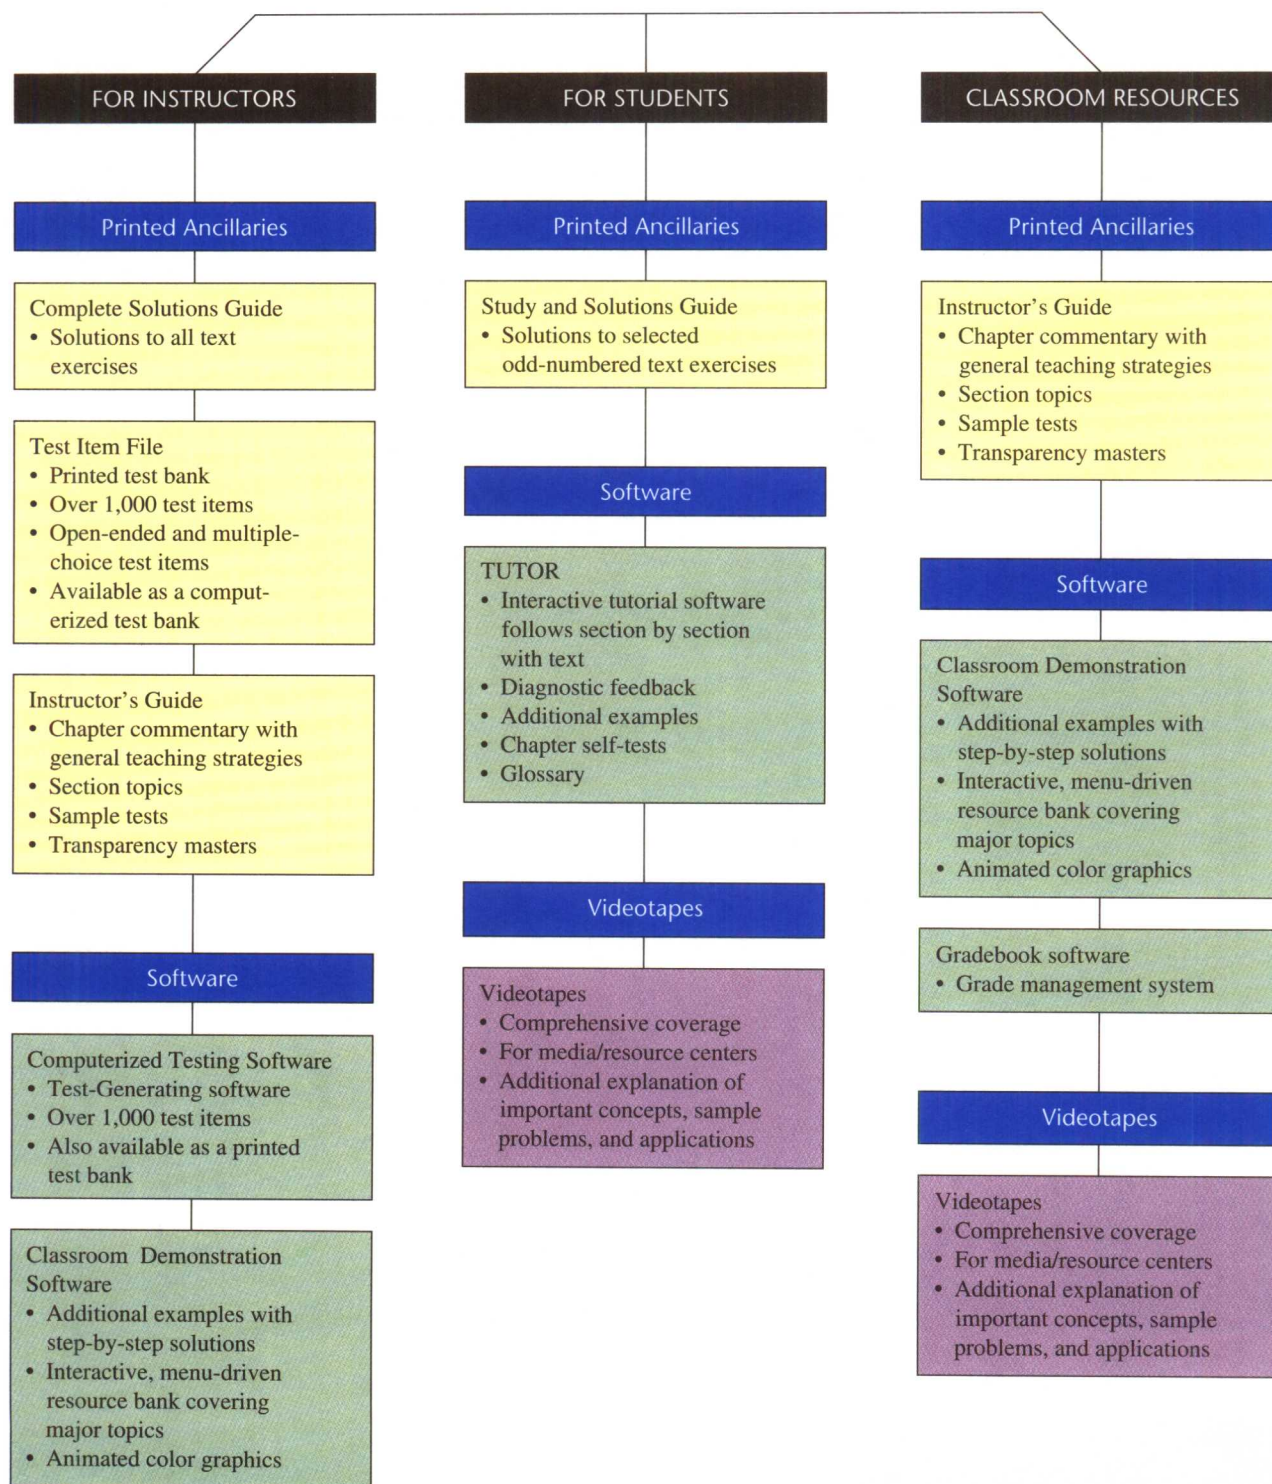 FOR INSTRUCTORS
Printed Ancillaries
Complete Solutions Guide
• Solutions to all text
exercises
Test Item File
• Printed test bank
• Over 1,000 test items
• Open-ended and multiple-
choice test items
• Available as a comput-
erized test bank
Instructor's Guide
• Chapter commentary with
general teaching strategies
• Section topics
• Sample tests
• Transparency masters
Software
Computerized Testing Software
• Test-Generating software
• Over 1,000 test items
• Also available as a printed
test bank
Classroom Demonstration
Software
• Additional examples with
step-by-step solutions
• Interactive, menu-driven
resource bank covering
major topics
• Animated color graphics
FOR STUDENTS
Printed Ancillaries
Study and Solutions Guide
• Solutions to selected
odd-numbered text exercises
Software
TUTOR
• Interactive tutorial software
follows section by section
with text
• Diagnostic feedback
• Additional examples
• Chapter self-tests
• Glossary
Videotapes
Videotapes
• Comprehensive coverage
• For media/resource centers
• Additional explanation of
important concepts, sample
problems, and applications
CLASSROOM RESOURCES
Printed Ancillaries
Instructor's Guide
• Chapter commentary with
general teaching strategies
• Section topics
• Sample tests
• Transparency masters
Software
Classroom Demonstration
Software
• Additional examples with
step-by-step solutions
• Interactive, menu-driven
resource bank covering
major topics
• Animated color graphics
Gradebook software
• Grade management system
Videotapes
Videotapes
• Comprehensive coverage
• For media/resource centers
• Additional explanation of
important concepts, sample
problems, and applications